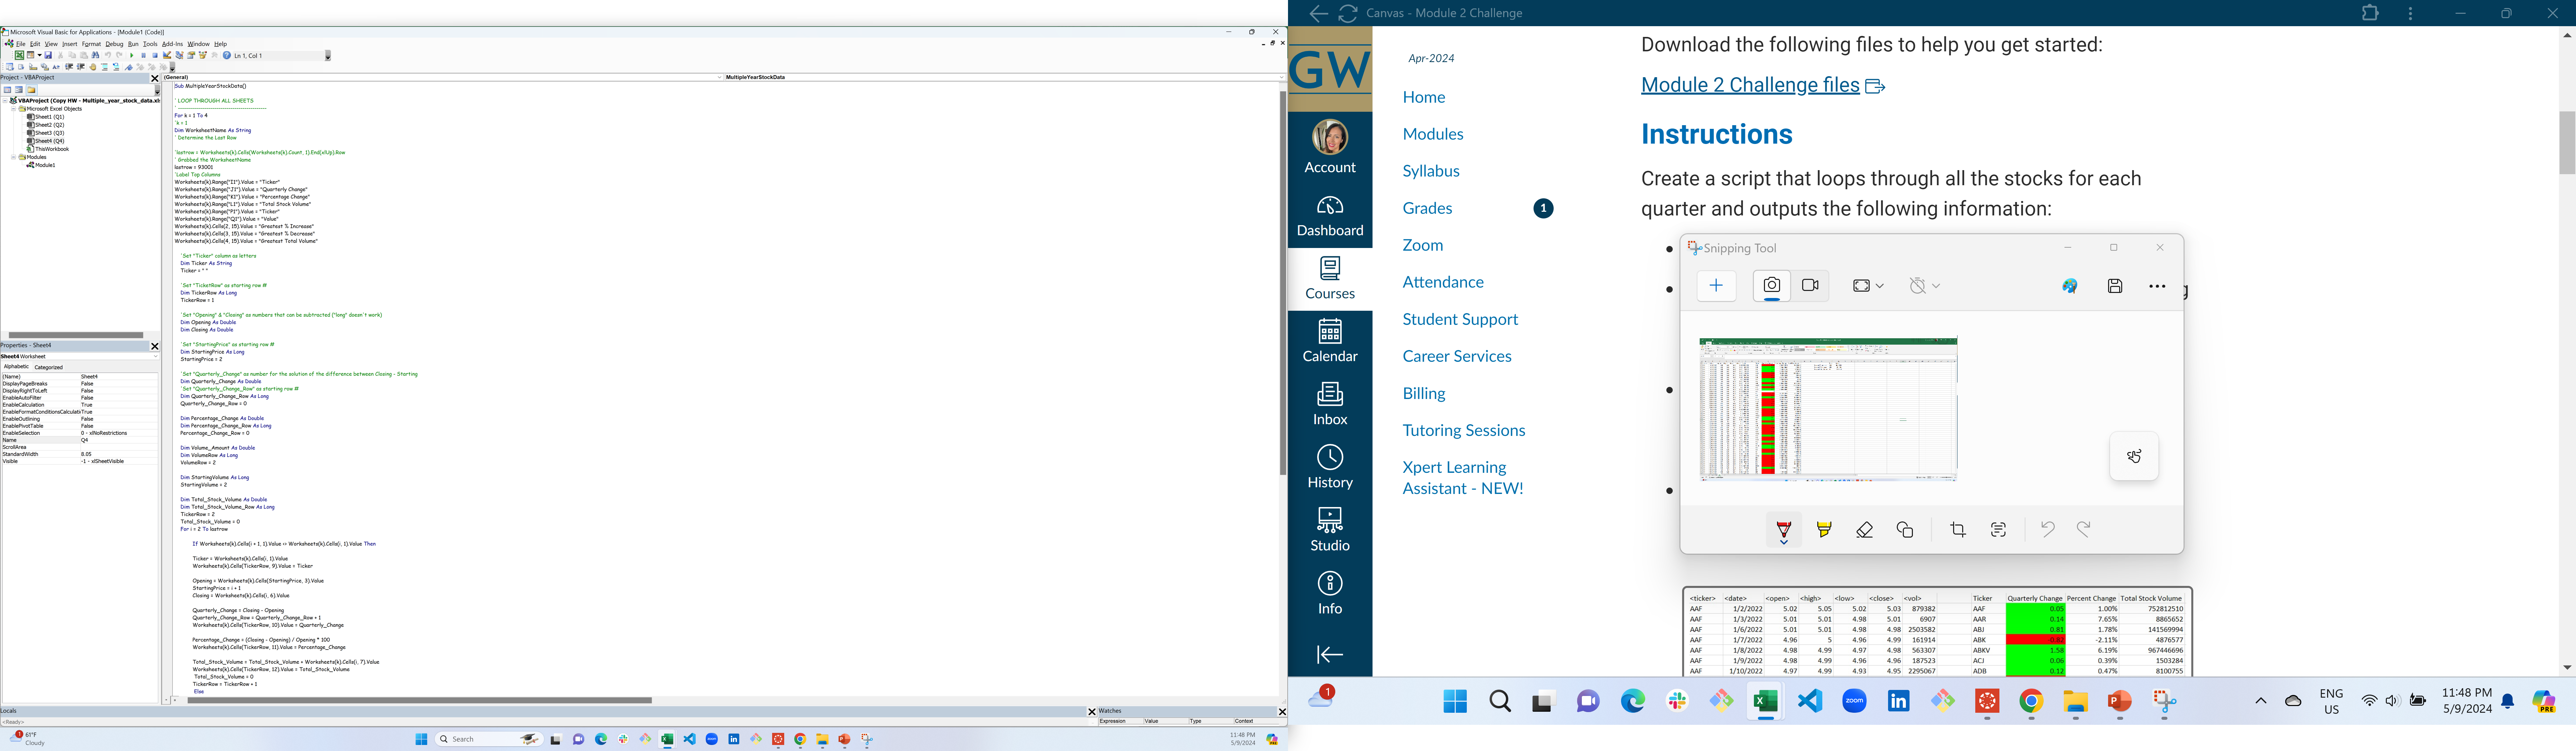 Microsoft Visual Basic for Applications - [Module1 (Code)]
File Edit View Insert Format Debug Run Tools Add-Ins Window Help
Ln 1, Col 1
Project - VBAProject
(General)
MultipleYearStockData
VBAProject (Copy HW - Multiple_year_stock_data.xl
Microsoft Excel Objects
Sheet1 (Q1)
Sheet2 (Q2)
Sheet3 (Q3)
Sheet4 (Q4)
ThisWorkbook
Modules
Module1
Properties - Sheet4
Sheet4 Worksheet
Alphabetic Categorized
(Name) Sheet4
DisplayPageBreaks False
DisplayRightToLeft False
EnableAutoFilter False
EnableCalculation True
EnableFormatConditionsCalculati True
EnableOutlining False
EnablePivotTable False
EnableSelection 0 - xlNoRestrictions
Name Q4
ScrollArea
StandardWidth 8.05
Visible -1 - xlSheetVisible
Sub MultipleYearStockData()
' LOOP THROUGH ALL SHEETS
For k = 1 To 4
'k = 1
Dim WorksheetName As String
' Determine the Last Row
'lastrow = Worksheets(k).Cells(Worksheets(k).Count, 1).End(xlUp).Row
' Grabbed the WorksheetName
lastrow = 93001
'Label Top Columns
Worksheets(k).Range("I1").Value = "Ticker"
Worksheets(k).Range("J1").Value = "Quarterly Change"
Worksheets(k).Range("K1").Value = "Percentage Change"
Worksheets(k).Range("L1").Value = "Total Stock Volume"
Worksheets(k).Range("P1").Value = "Ticker"
Worksheets(k).Range("Q1").Value = "Value"
Worksheets(k).Cells(2, 15).Value = "Greatest % Increase"
Worksheets(k).Cells(3, 15).Value = "Greatest % Decrease"
Worksheets(k).Cells(4, 15).Value = "Greatest Total Volume"
'Set "Ticker" column as letters
Dim Ticker As String
Ticker = " "
'Set "TicketRow" as starting row #
Dim TickerRow As Long
TickerRow = 1
'Set "Opening" & "Closing" as numbers that can be subtracted ("long" doesn't work)
Dim Opening As Double
Dim Closing As Double
'Set "StartingPrice" as starting row #
Dim StartingPrice As Long
StartingPrice = 2
'Set "Quarterly_Change" as number for the solution of the difference between Closing - Starting
Dim Quarterly_Change As Double
'Set "Quarterly_Change_Row" as starting row #
Dim Quarterly_Change_Row As Long
Quarterly_Change_Row = 0
Dim Percentage_Change As Double
Dim Percentage_Change_Row As Long
Percentage_Change_Row = 0
Dim Volume_Amount As Double
Dim VolumeRow As Long
VolumeRow = 2
Dim StartingVolume As Long
StartingVolume = 2
Dim Total_Stock_Volume As Double
Dim Total_Stock_Volume_Row As Long
TickerRow = 2
Total_Stock_Volume = 0
For i = 2 To lastrow
If Worksheets(k).Cells(i + 1, 1).Value <> Worksheets(k).Cells(i, 1).Value Then
Ticker = Worksheets(k).Cells(i, 1).Value
Worksheets(k).Cells(TickerRow, 9).Value = Ticker
Opening = Worksheets(k).Cells(StartingPrice, 3).Value
StartingPrice = i + 1
Closing = Worksheets(k).Cells(i, 6).Value
Quarterly_Change = Closing - Opening
Quarterly_Change_Row = Quarterly_Change_Row + 1
Worksheets(k).Cells(TickerRow, 10).Value = Quarterly_Change
Percentage_Change = (Closing - Opening) / Opening * 100
Worksheets(k).Cells(TickerRow, 11).Value = Percentage_Change
Total_Stock_Volume = Total_Stock_Volume + Worksheets(k).Cells(i, 7).Value
Worksheets(k).Cells(TickerRow, 12).Value = Total_Stock_Volume
Total_Stock_Volume = 0
TickerRow = TickerRow + 1
Else
Locals
<Ready>
Watches
Expression Value Type Context
1
61°F
Cloudy
Search
11:48 PM
5/9/2024
Canvas - Module 2 Challenge
GW
Account
Dashboard
Courses
Calendar
Inbox
History
Studio
Info
Apr-2024
Home
Modules
Syllabus
Grades 1
Zoom
Attendance
Student Support
Career Services
Billing
Tutoring Sessions
Xpert Learning
Assistant - NEW!
Download the following files to help you get started:
Module 2 Challenge files
Instructions
Create a script that loops through all the stocks for each
quarter and outputs the following information:
Snipping Tool
<ticker> <date> <open> <high> <low> <close> <vol> Ticker Quarterly Change Percent Change Total Stock Volume
AAF 1/2/2022 5.02 5.05 5.02 5.03 879382 AAF 0.05 1.00% 752812510
AAF 1/3/2022 5.01 5.01 4.98 5.01 6907 AAR 0.14 7.65% 8865652
AAF 1/6/2022 5.01 5.01 4.98 4.98 2503582 ABJ 0.81 1.78% 141569994
AAF 1/7/2022 4.96 5 4.96 4.99 161914 ABK -2.11% 4876577
AAF 1/8/2022 4.98 4.99 4.97 4.98 563307 ABKV 1.58 6.19% 967446696
AAF 1/9/2022 4.98 4.99 4.96 4.96 187523 ACJ 0.06 0.39% 1503284
AAF 1/10/2022 4.97 4.99 4.93 4.95 2295067 ADB 0.12 0.47% 8100755
1
zoom
ENG
US
11:48 PM
5/9/2024
PRE